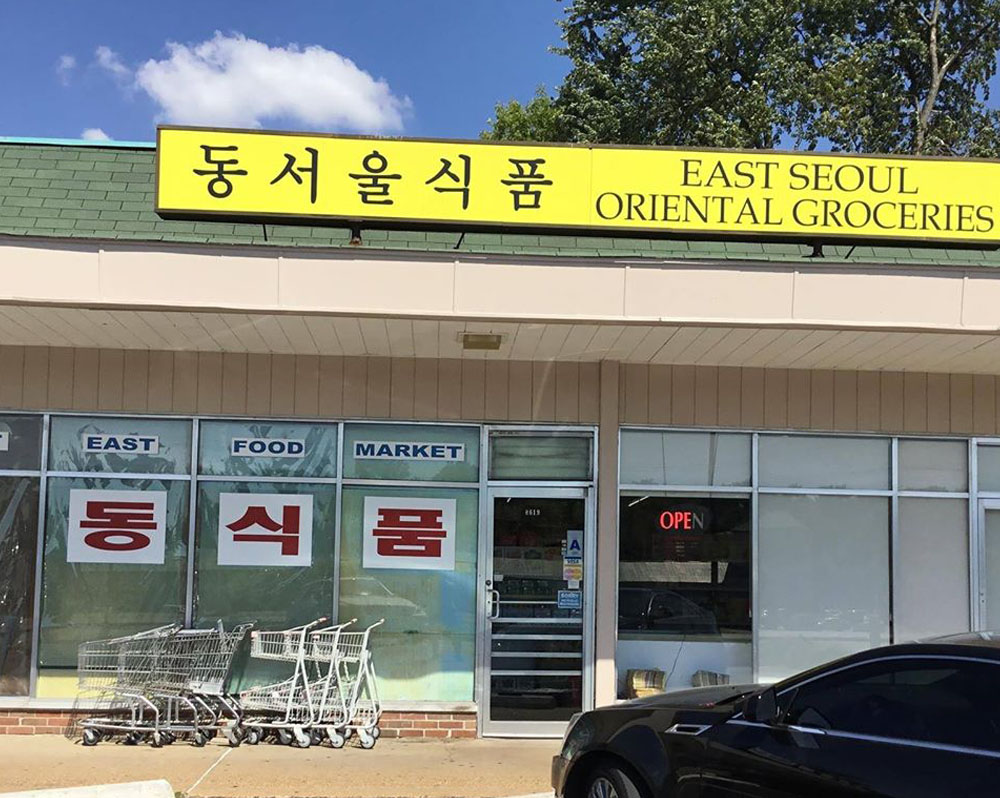 동서울식품
EAST SEOUL
ORIENTAL GROCERIES
EAST FOOD MARKET
동 식 품
OPEN
A